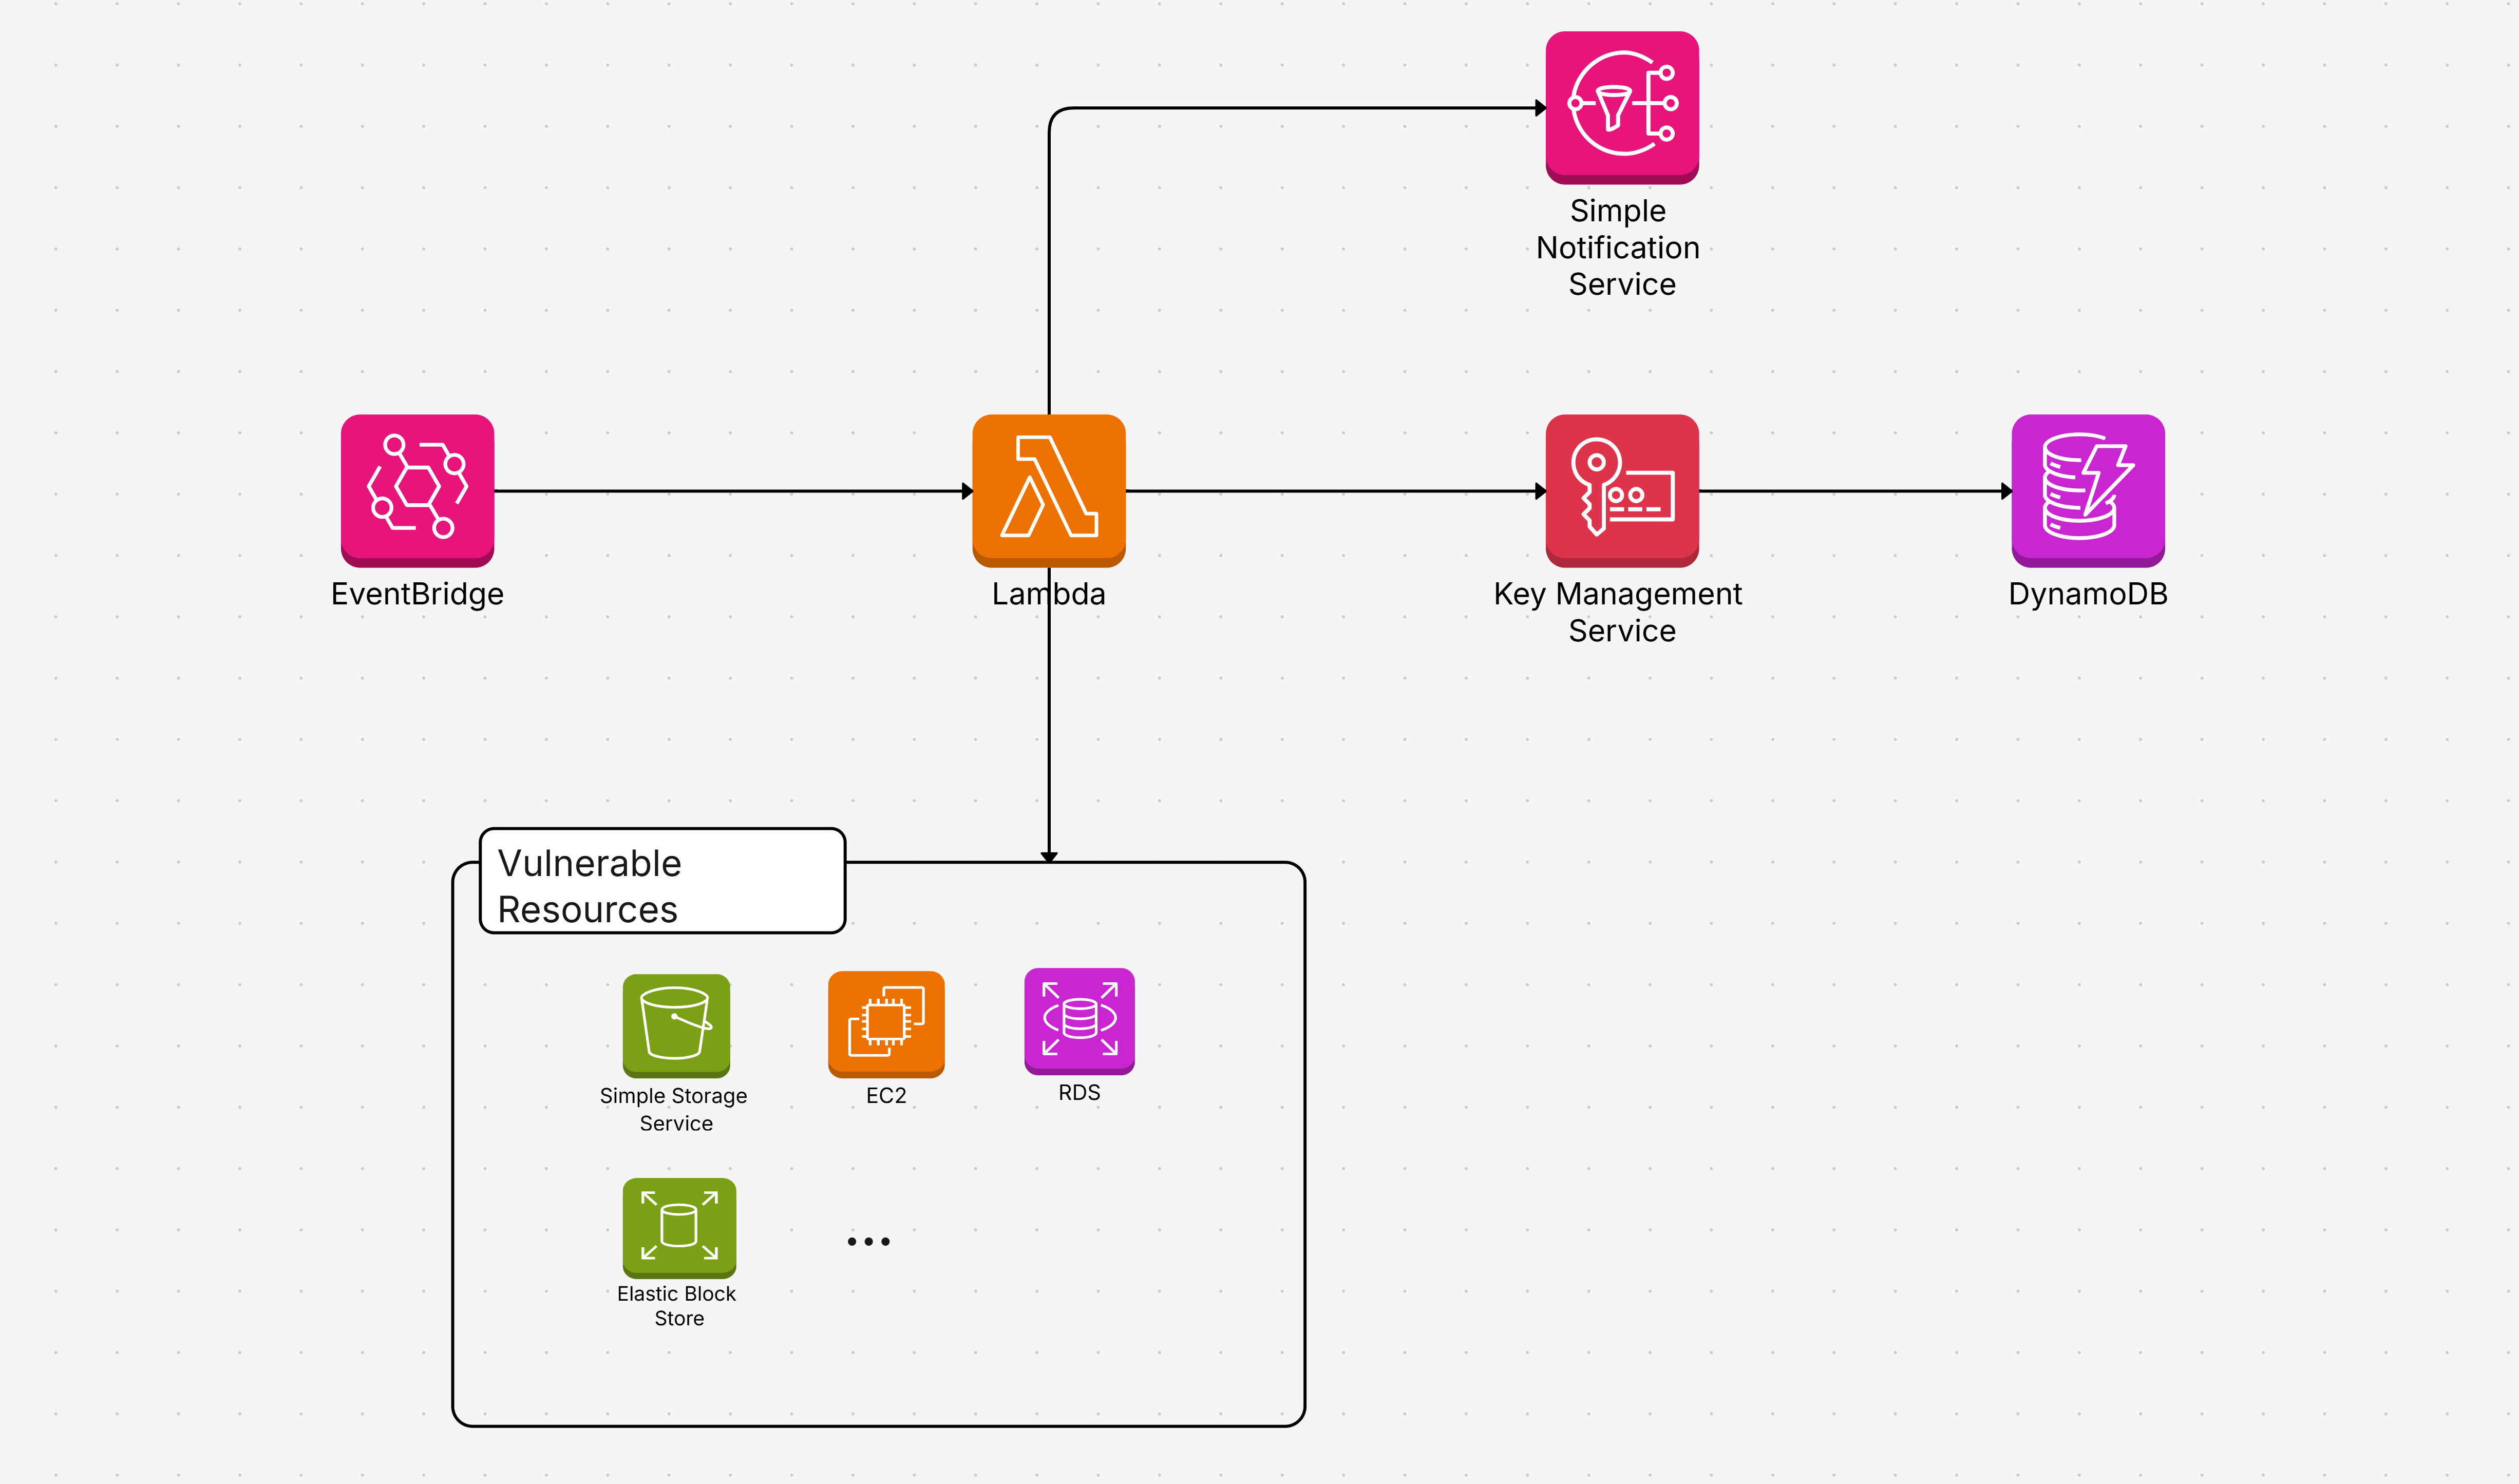 Simple
Notification
Service
EventBridge
Lambda
Key Management
Service
DynamoDB
Vulnerable
Resources
Simple Storage
Service
EC2
RDS
Elastic Block
Store
...